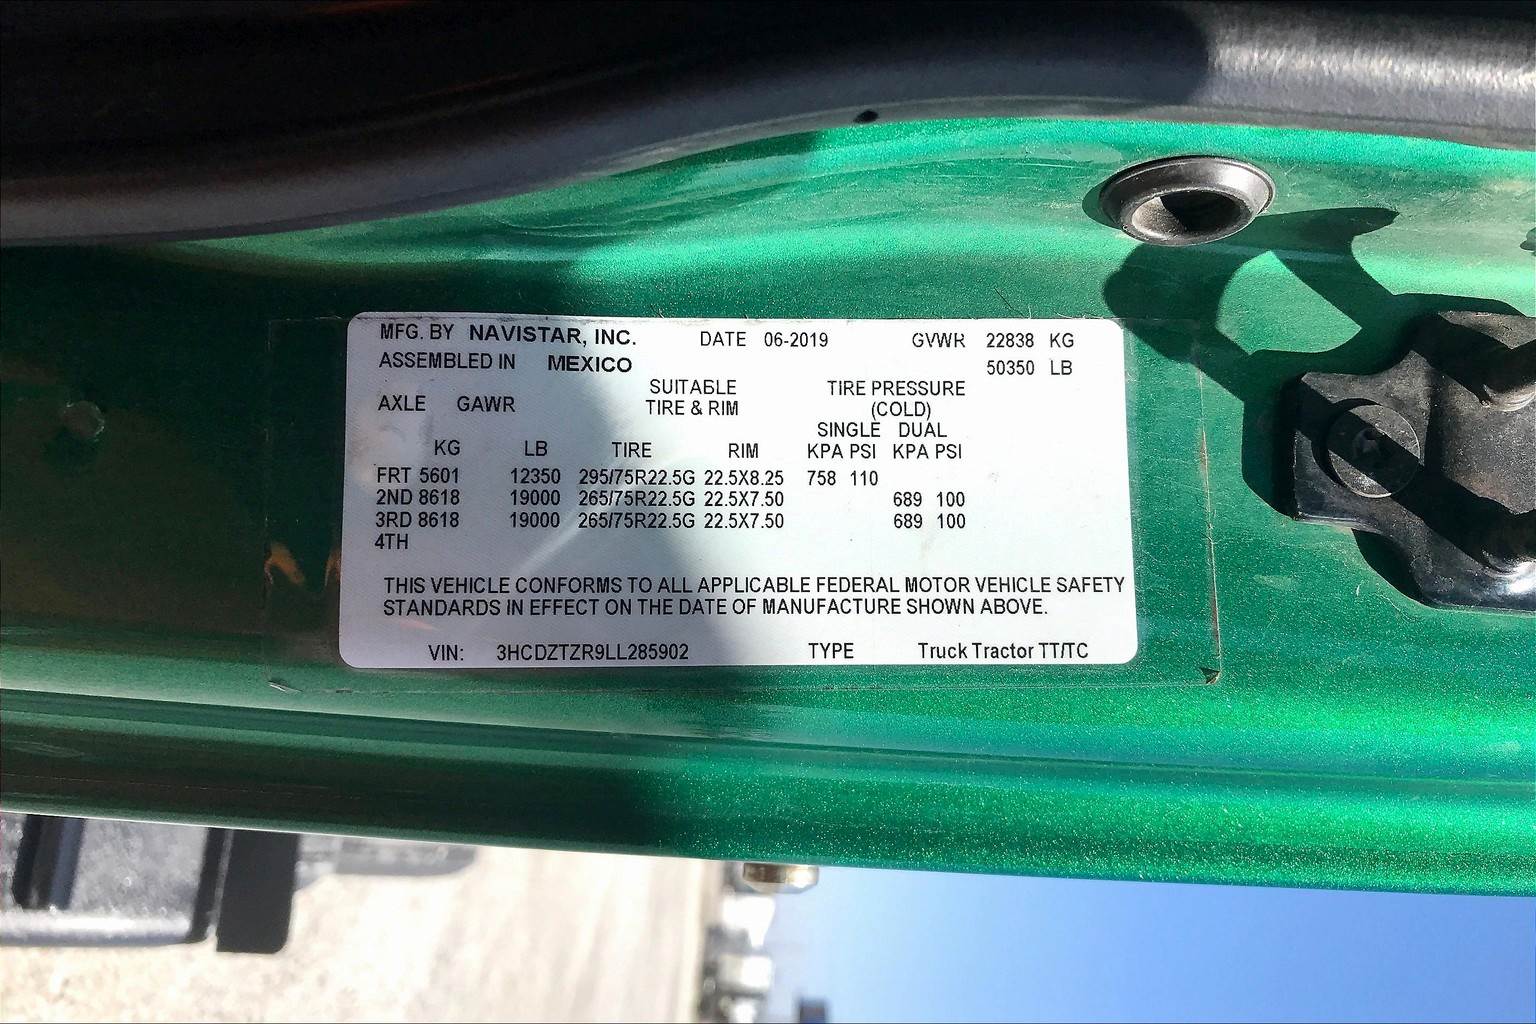 MFG. BY NAVISTAR, INC. DATE 06-2019 GVWR 22838 KG
ASSEMBLED IN MEXICO 50350 LB
SUITABLE TIRE PRESSURE
AXLE GAWR TIRE & RIM (COLD)
SINGLE DUAL
KG LB TIRE RIM KPA PSI KPA PSI
FRT 5601 12350 295/75R22.5G 22.5X8.25 758 110
2ND 8618 19000 265/75R22.5G 22.5X7.50 689 100
3RD 8618 19000 265/75R22.5G 22.5X7.50 689 100
4TH
THIS VEHICLE CONFORMS TO ALL APPLICABLE FEDERAL MOTOR VEHICLE SAFETY
STANDARDS IN EFFECT ON THE DATE OF MANUFACTURE SHOWN ABOVE.
VIN: 3HCDZTZR9LL285902 TYPE Truck Tractor TT/TC